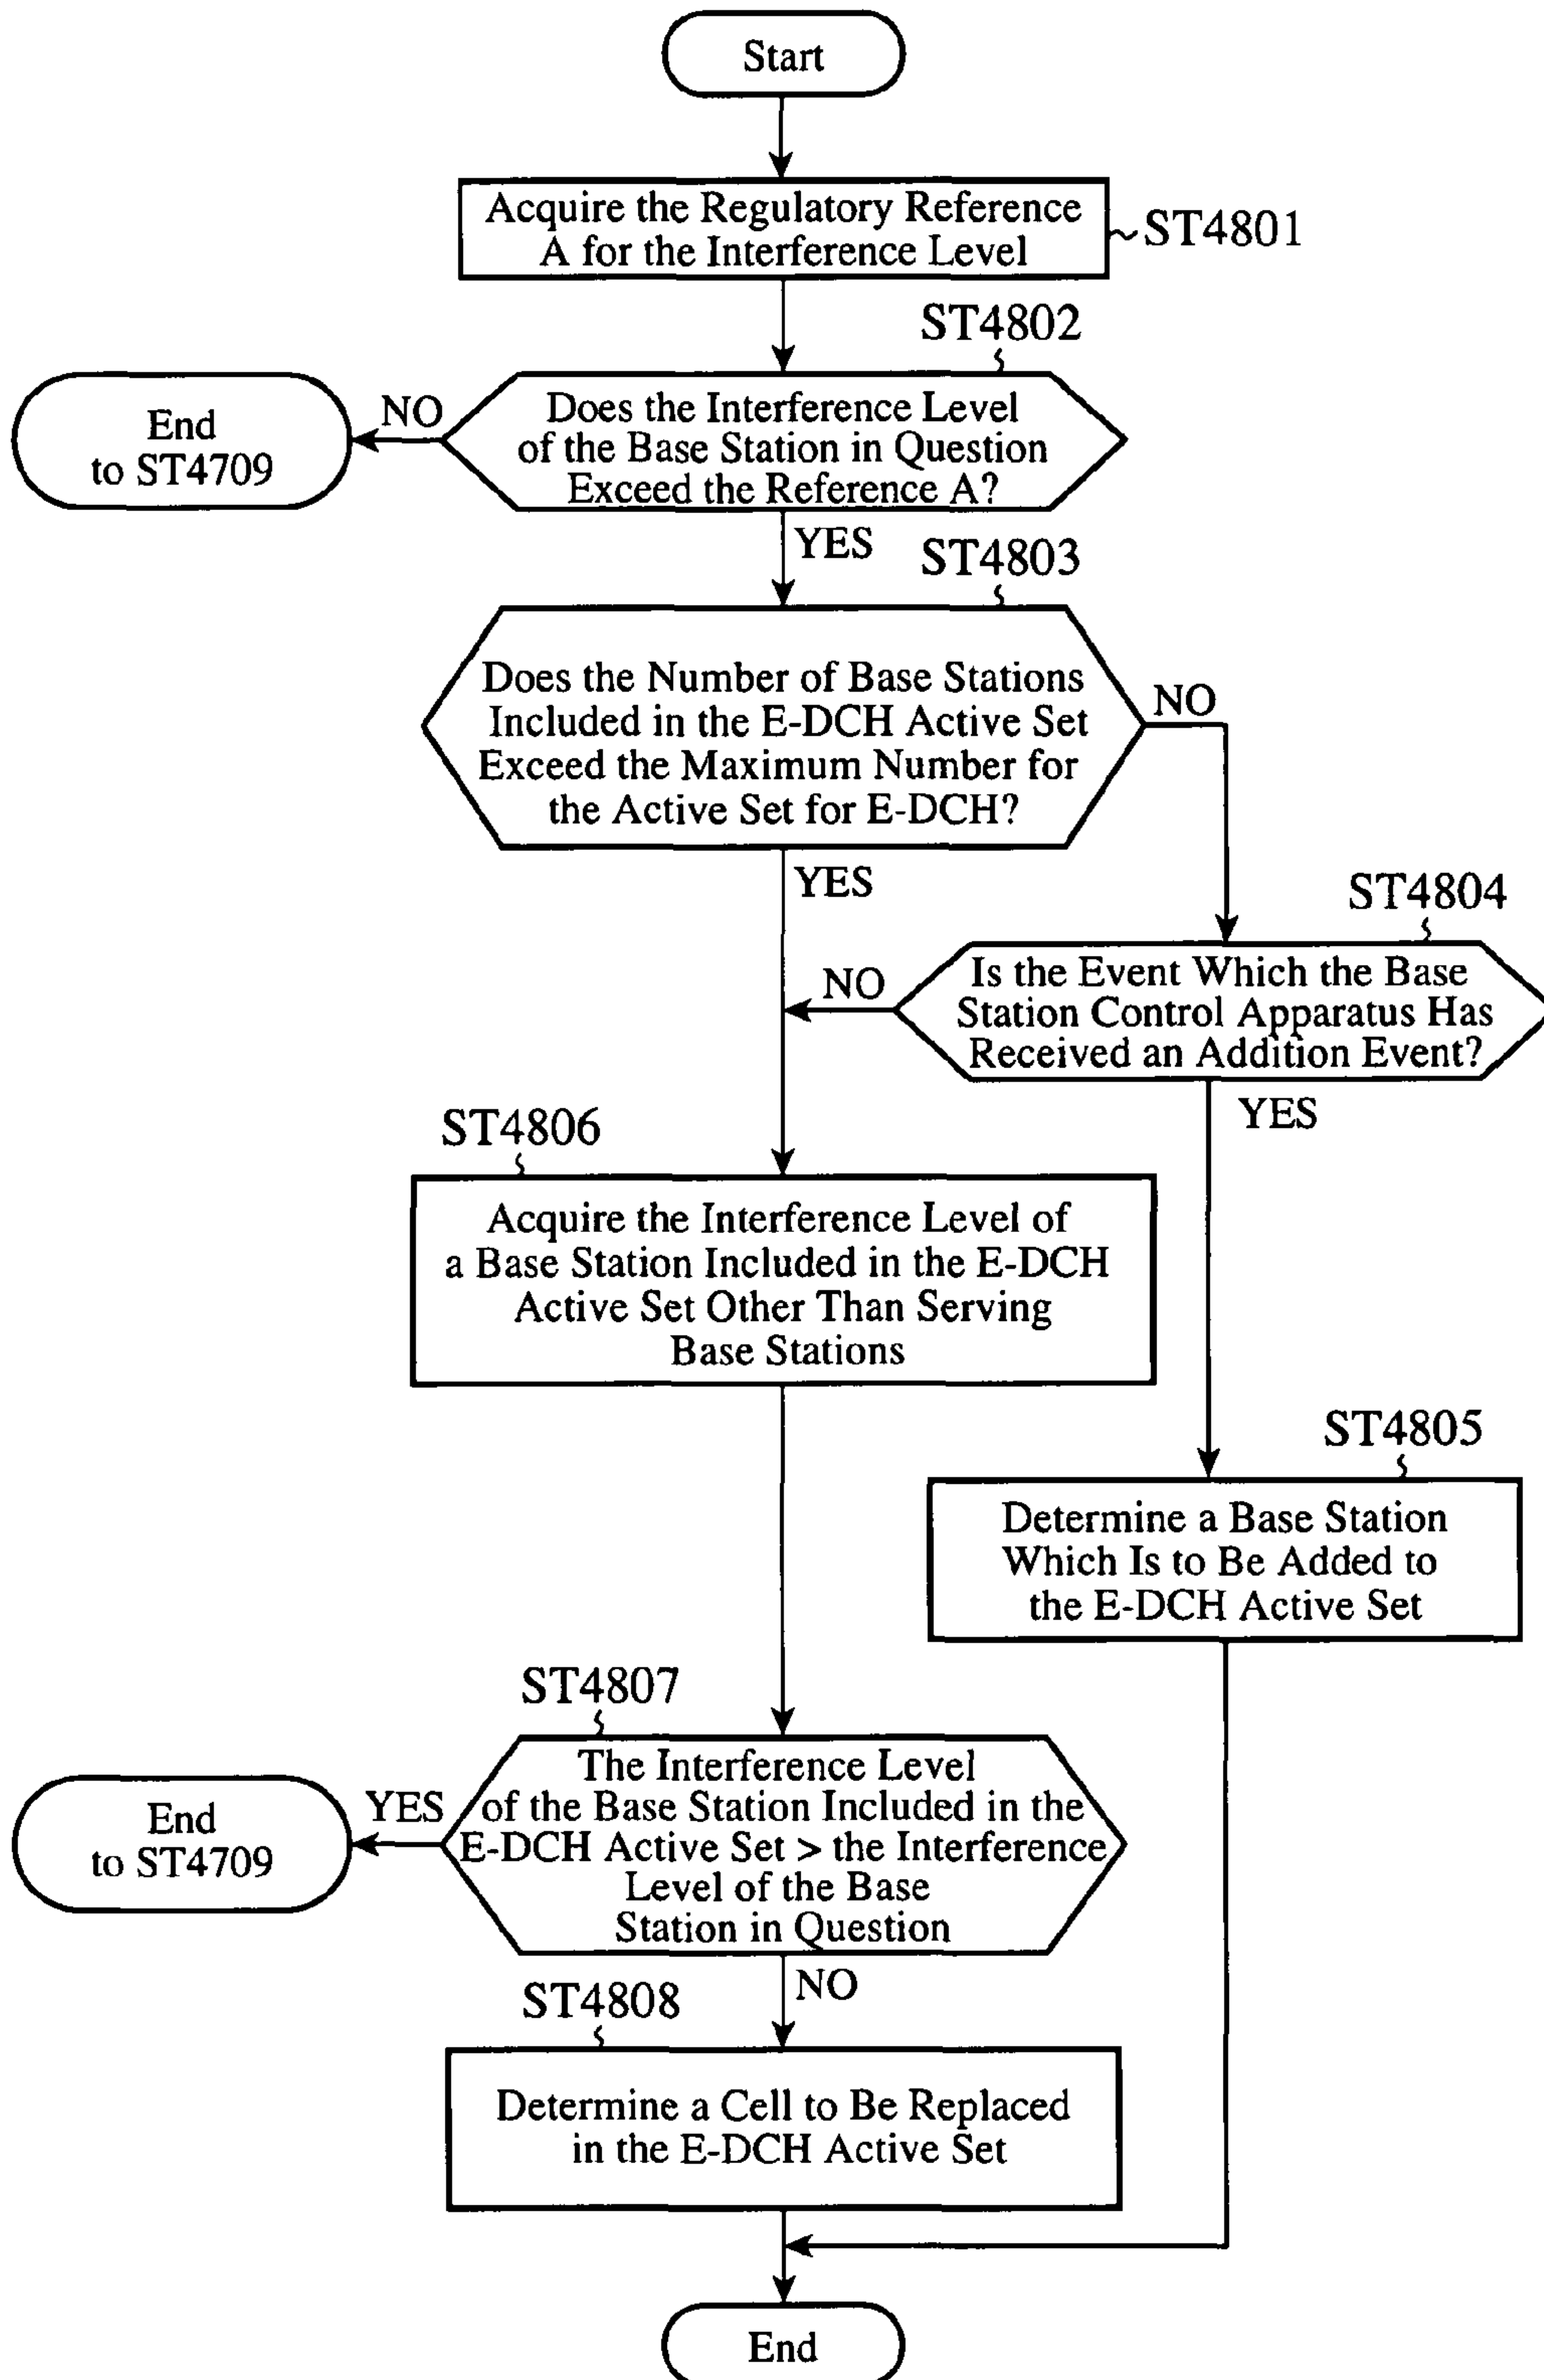 Start
Acquire the Regulatory Reference
A for the Interference Level
ST4801
ST4802
Does the Interference Level
of the Base Station in Question
Exceed the Reference A?
NO
End
to ST4709
YES
ST4803
Does the Number of Base Stations
Included in the E-DCH Active Set
Exceed the Maximum Number for
the Active Set for E-DCH?
NO
YES
ST4804
Is the Event Which the Base
Station Control Apparatus Has
Received an Addition Event?
NO
YES
ST4806
Acquire the Interference Level of
a Base Station Included in the E-DCH
Active Set Other Than Serving
Base Stations
ST4805
Determine a Base Station
Which Is to Be Added to
the E-DCH Active Set
ST4807
The Interference Level
of the Base Station Included in the
E-DCH Active Set > the Interference
Level of the Base
Station in Question
YES
End
to ST4709
NO
ST4808
Determine a Cell to Be Replaced
in the E-DCH Active Set
End